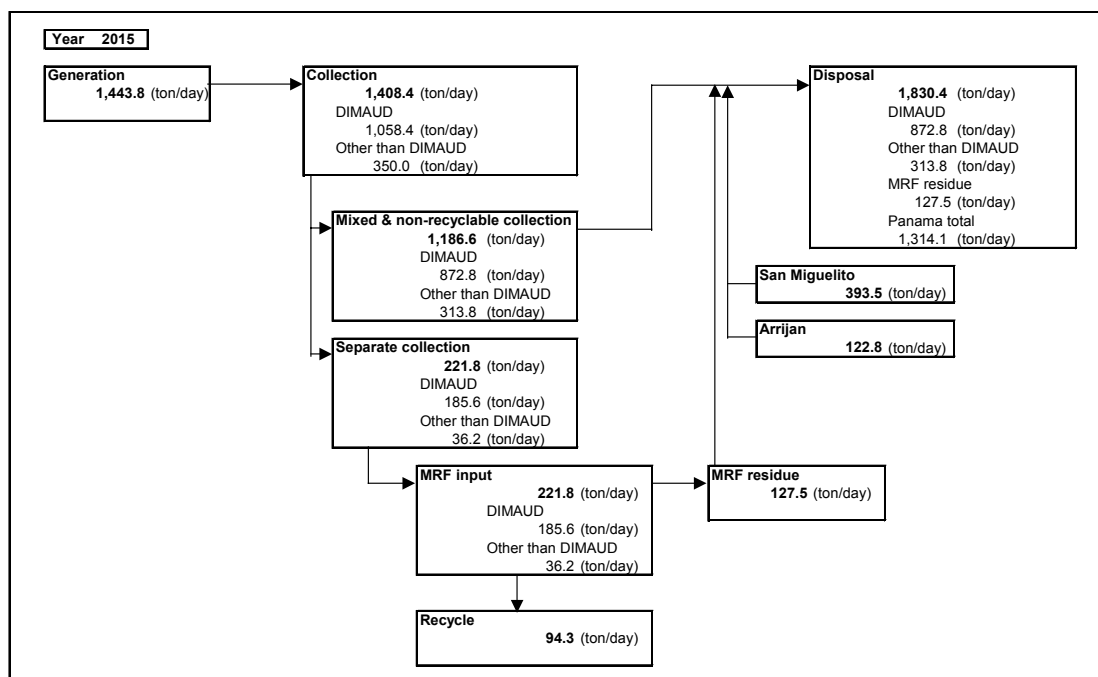 Year 2015
Generation
1,443.8 (ton/day)
Collection
1,408.4 (ton/day)
DIMAUD
1,058.4 (ton/day)
Other than DIMAUD
350.0 (ton/day)
Mixed & non-recyclable collection
1,186.6 (ton/day)
DIMAUD
872.8 (ton/day)
Other than DIMAUD
313.8 (ton/day)
Separate collection
221.8 (ton/day)
DIMAUD
185.6 (ton/day)
Other than DIMAUD
36.2 (ton/day)
MRF input
221.8 (ton/day)
DIMAUD
185.6 (ton/day)
Other than DIMAUD
36.2 (ton/day)
Recycle
94.3 (ton/day)
Disposal
1,830.4 (ton/day)
DIMAUD
872.8 (ton/day)
Other than DIMAUD
313.8 (ton/day)
MRF residue
127.5 (ton/day)
Panama total
1,314.1 (ton/day)
San Miguelito
393.5 (ton/day)
Arrijan
122.8 (ton/day)
MRF residue
127.5 (ton/day)